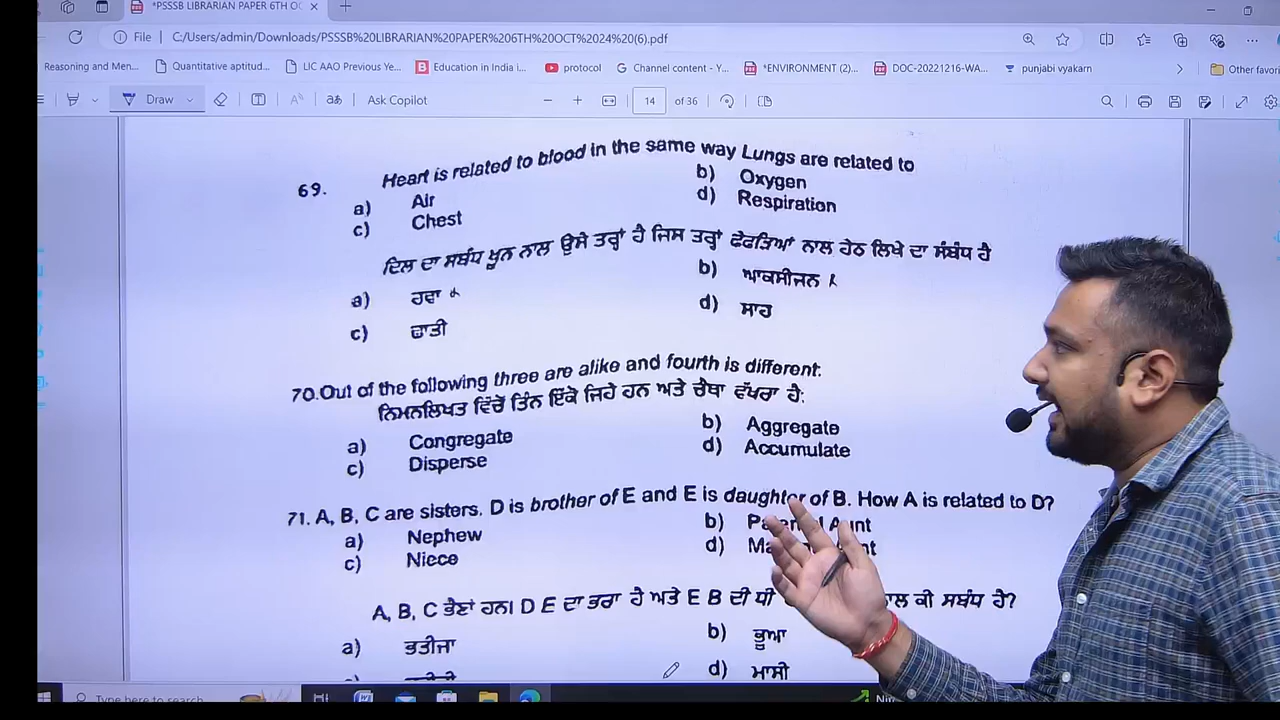 *PSSSB LIBRARIAN PAPER 6TH OC
File C:/Users/admin/Downloads/PSSSB%20LIBRARIAN%20PAPER%206TH%20OCT%2024%20(6).pdf
Reasoning and Men... Quantitative aptitud... LIC AAO Previous Ye... Education in India i... protocol Channel content - Y... *ENVIRONMENT (2)... DOC-20221216-WA... punjabi vyakarn Other favori
Draw Ask Copilot 14 of 36
69. Heart is related to blood in the same way Lungs are related to
a) Air b) Oxygen
c) Chest d) Respiration
ਦਿਲ ਦਾ ਸਬੰਧ ਖੂਨ ਨਾਲ ਉਸੇ ਤਰ੍ਹਾਂ ਹੈ ਜਿਸ ਤਰ੍ਹਾਂ ਫੇਫੜਿਆਂ ਨਾਲ ਹੇਠ ਲਿਖੇ ਦਾ ਸੰਬੰਧ ਹੈ
a) ਹਵਾ b) ਆਕਸੀਜਨ
c) ਛਾਤੀ d) ਸਾਹ
70.Out of the following three are alike and fourth is different.
ਨਿਮਨਲਿਖਤ ਵਿੱਚੋਂ ਤਿੰਨ ਇੱਕੋ ਜਿਹੇ ਹਨ ਅਤੇ ਚੌਥਾ ਵੱਖਰਾ ਹੈ:
a) Congregate b) Aggregate
c) Disperse d) Accumulate
71. A, B, C are sisters. D is brother of E and E is daughter of B. How A is related to D?
a) Nephew b) Aunt
c) Niece d)
A, B, C ਭੈਣਾਂ ਹਨ। D E ਦਾ ਭਰਾ ਹੈ ਅਤੇ E B ਦੀ ਧੀ ਕੀ ਸਬੰਧ ਹੈ?
a) ਭਤੀਜਾ b) ਭੂਆ
d) ਮਾਸੀ
Type here to search